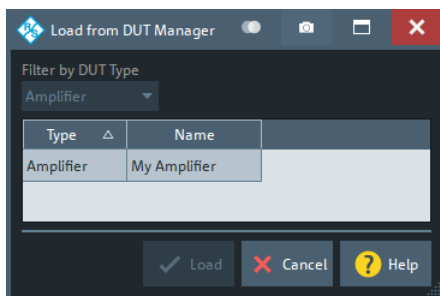 Load from DUT Manager
Filter by DUT Type
Amplifier
Type Name
Amplifier My Amplifier
Load Cancel ? Help